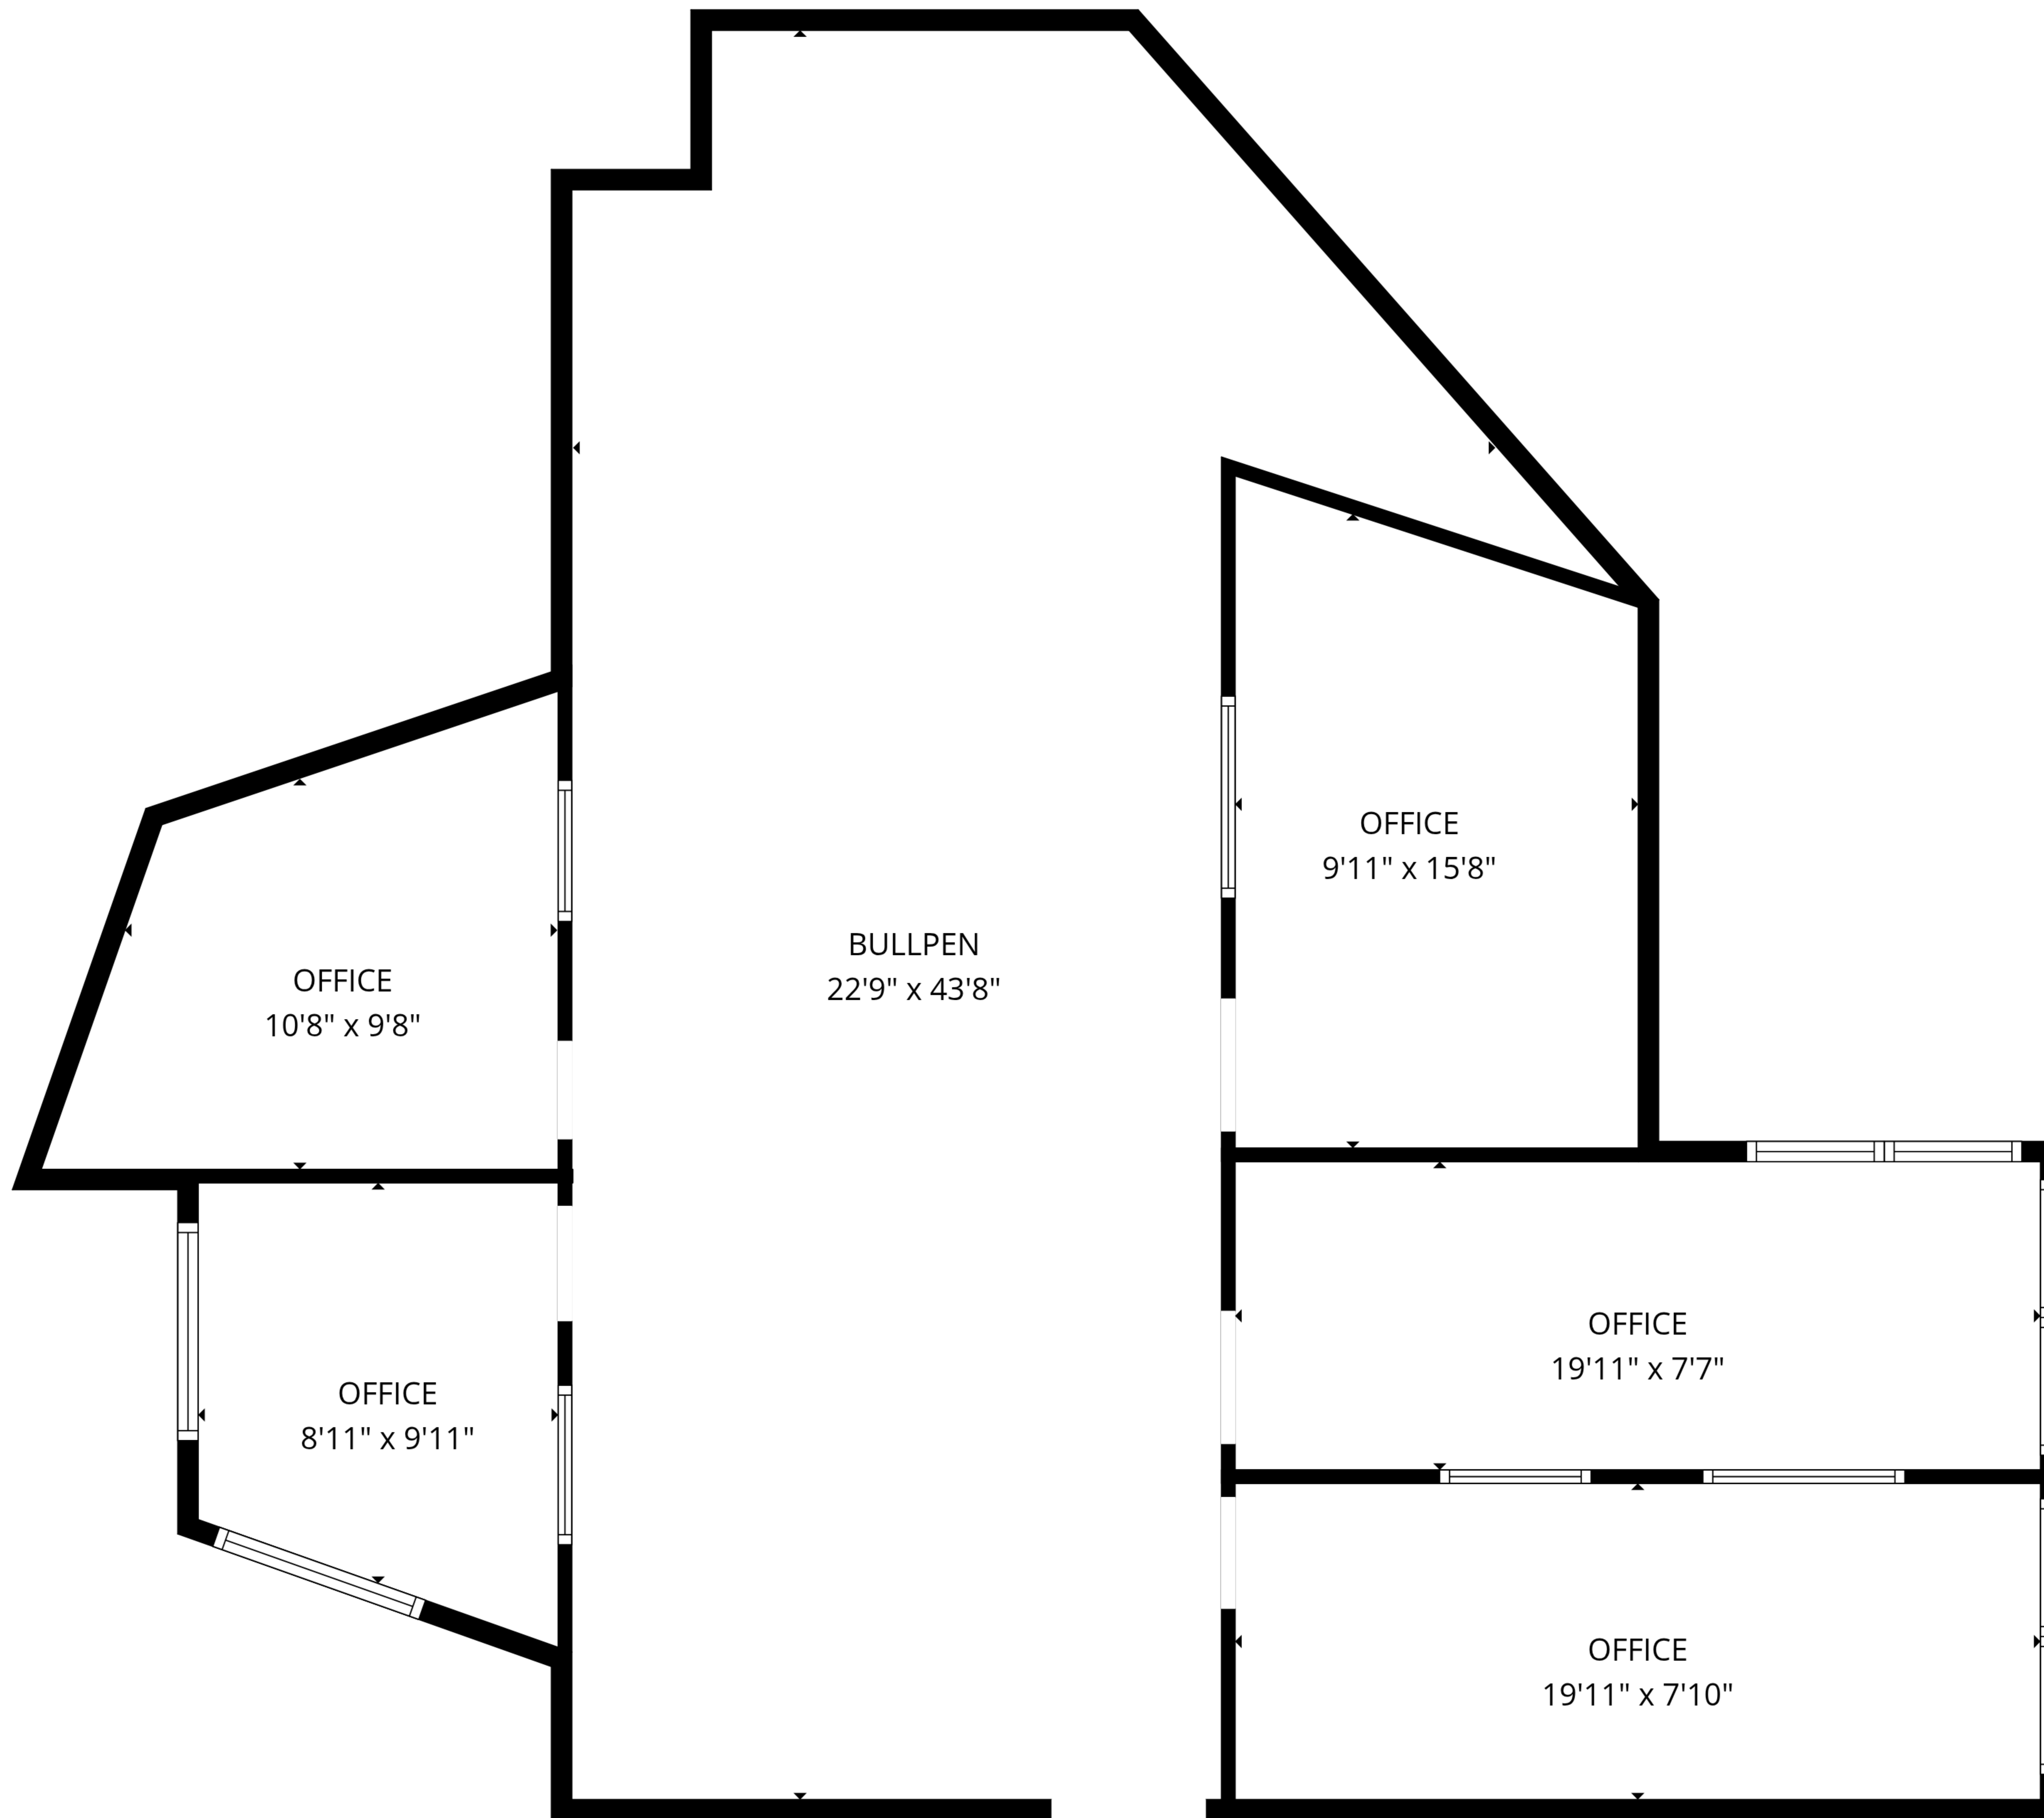 OFFICE
9'11" x 15'8"
BULLPEN
22'9" x 43'8"
OFFICE
10'8" x 9'8"
OFFICE
19'11" x 7'7"
OFFICE
8'11" x 9'11"
OFFICE
19'11" x 7'10"